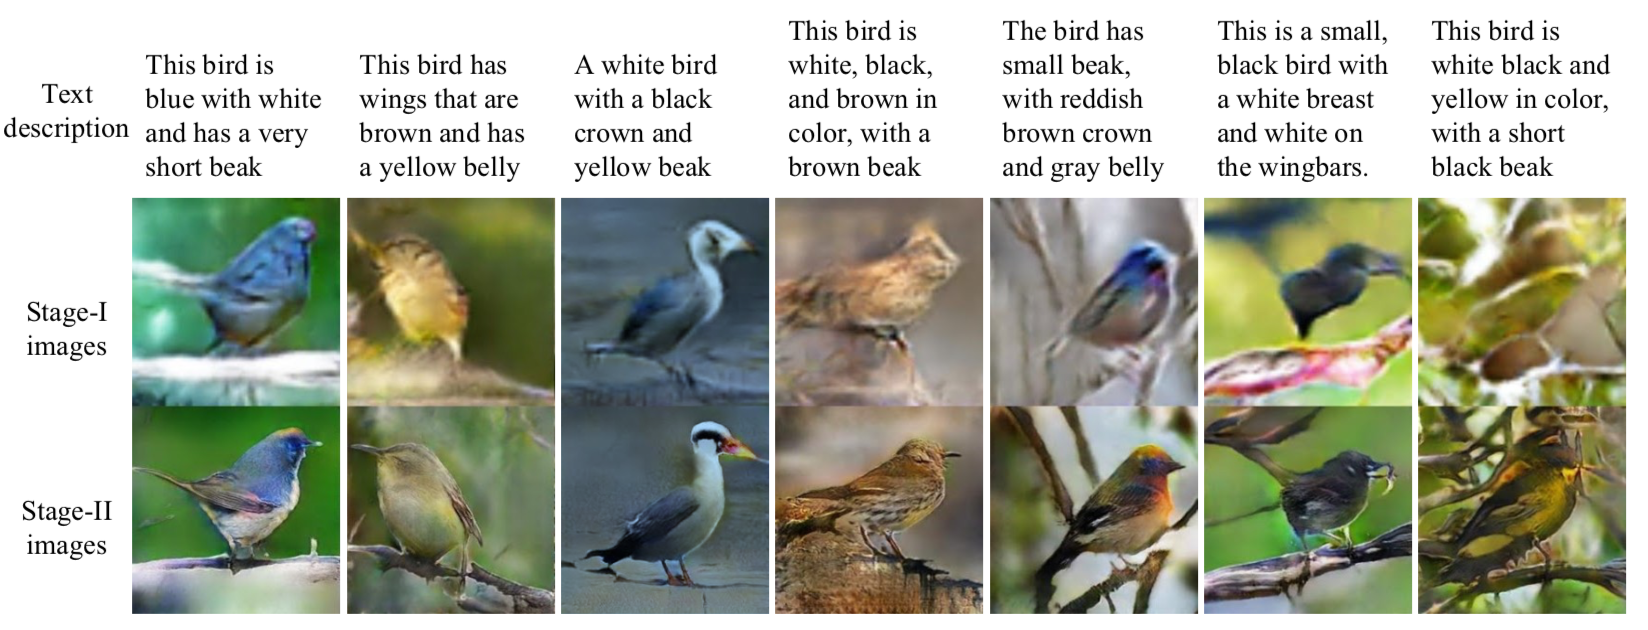 Text
description
This bird is
blue with white
and has a very
short beak
This bird has
wings that are
brown and has
a yellow belly
A white bird
with a black
crown and
yellow beak
This bird is
white, black,
and brown in
color, with a
brown beak
The bird has
small beak,
with reddish
brown crown
and gray belly
This is a small,
black bird with
a white breast
and white on
the wingbars.
This bird is
white black and
yellow in color,
with a short
black beak
Stage-I
images
Stage-II
images